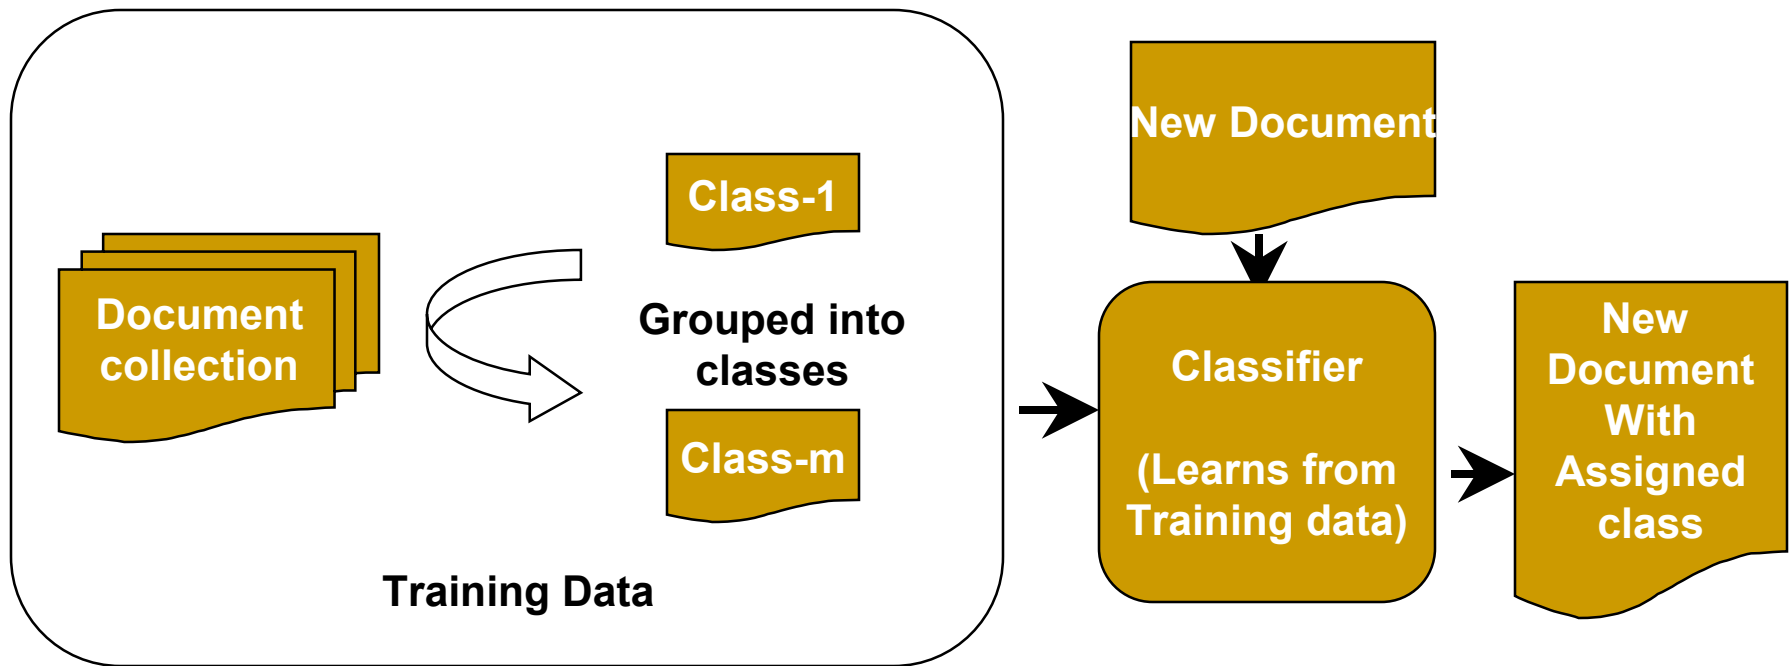 Document
collection
Class-1
Grouped into
classes
Class-m
Training Data
New Document
Classifier
(Learns from
Training data)
New
Document
With
Assigned
class